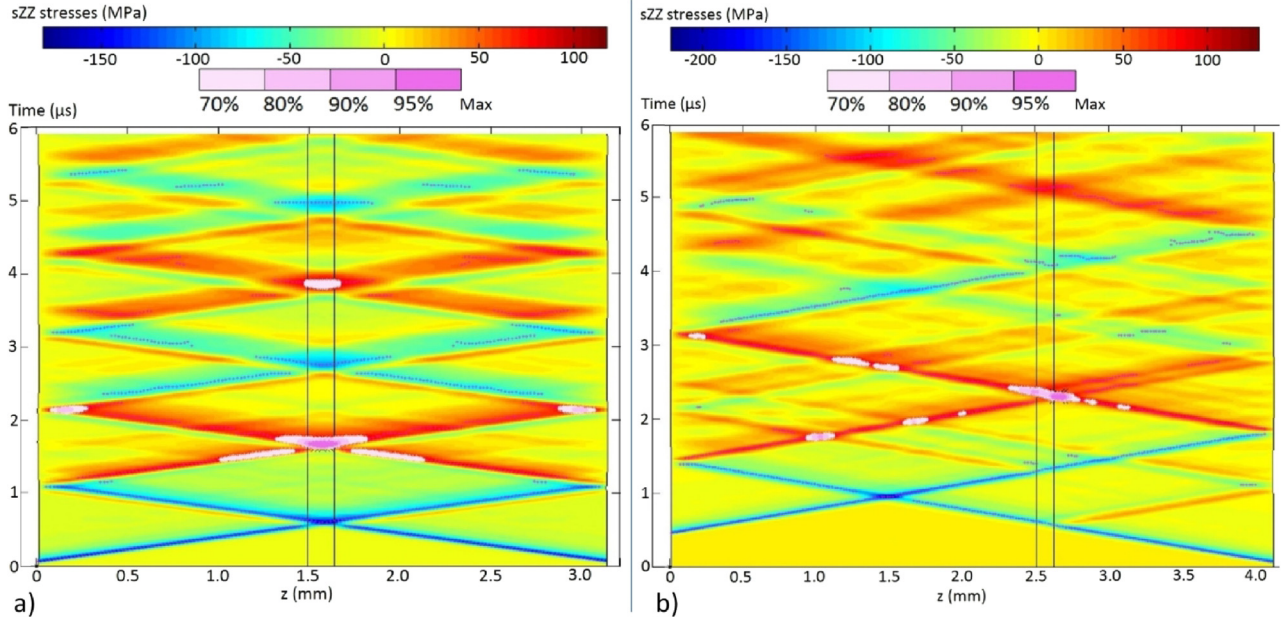 sZZ stresses (MPa)
-150 -100 -50 0 50 100
70% 80% 90% 95% Max
Time (μs)
6
5
4
3
2
1
0
0 0.5 1.0 1.5 2.0 2.5 3.0
z (mm)
a)
sZZ stresses (MPa)
-200 -150 -100 -50 0 50 100
70% 80% 90% 95% Max
Time (μs)
6
5
4
3
2
1
0
0 0.5 1.0 1.5 2.0 2.5 3.0 3.5 4.0
z (mm)
b)